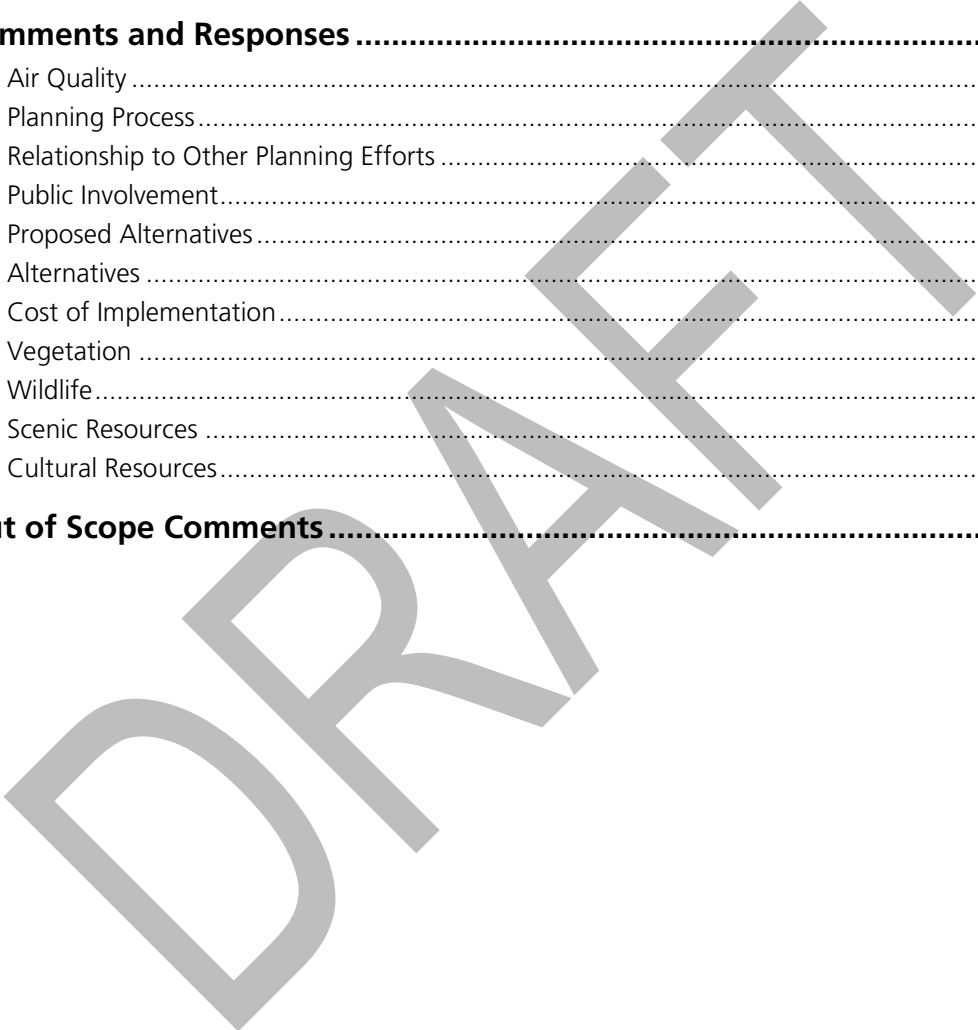 mments and Responses ..........................................................................
Air Quality ..........................................................................
Planning Process ..........................................................................
Relationship to Other Planning Efforts ..........................................................................
Public Involvement ..........................................................................
Proposed Alternatives ..........................................................................
Alternatives ..........................................................................
Cost of Implementation ..........................................................................
Vegetation ..........................................................................
Wildlife ..........................................................................
Scenic Resources ..........................................................................
Cultural Resources ..........................................................................
t of Scope Comments ..........................................................................
DRAFT